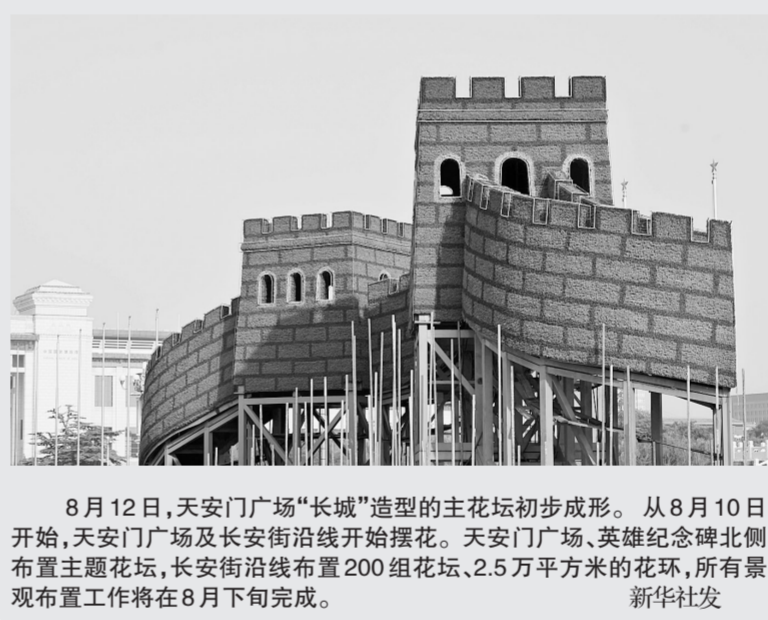 8月12日,天安门广场“长城”造型的主花坛初步成形。 从8月10日
开始,天安门广场及长安街沿线开始摆花。天安门广场、英雄纪念碑北侧
布置主题花坛,长安街沿线布置200组花坛、2.5万平方米的花环,所有景
观布置工作将在8月下旬完成。 新华社发